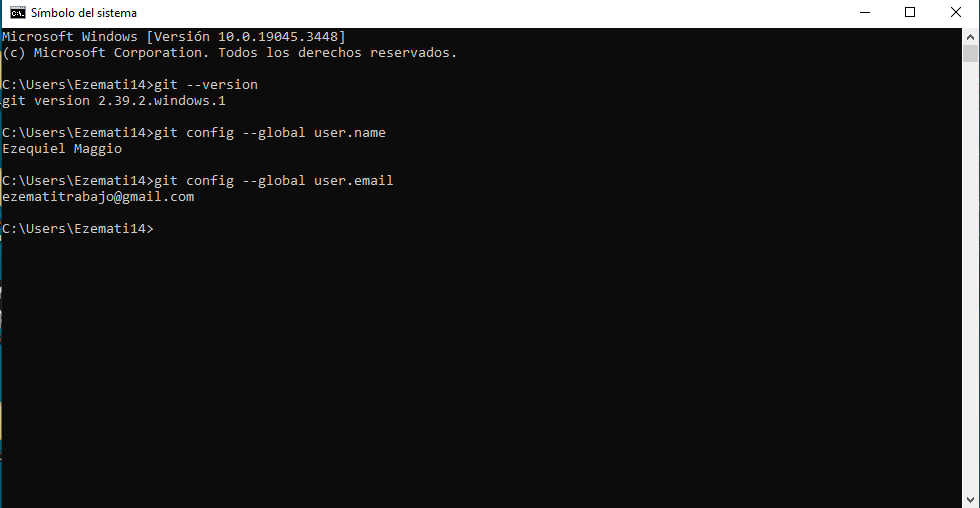 Símbolo del sistema
Microsoft Windows [Versión 10.0.19045.3448]
(c) Microsoft Corporation. Todos los derechos reservados.
C:\Users\Ezemati14>git --version
git version 2.39.2.windows.1
C:\Users\Ezemati14>git config --global user.name
Ezequiel Maggio
C:\Users\Ezemati14>git config --global user.email
ezematitrabajo@gmail.com
C:\Users\Ezemati14>